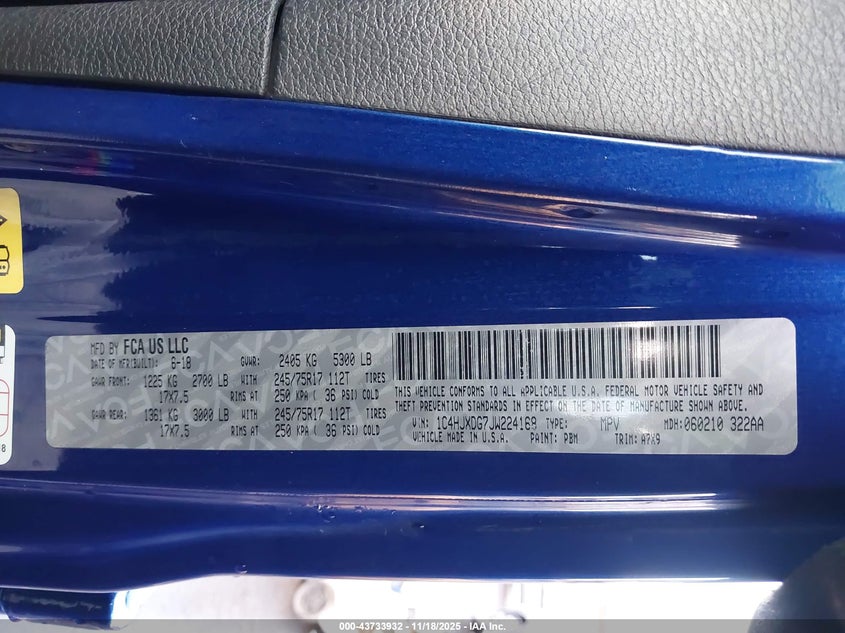 MFD BY FCA US LLC
DATE OF MFR(BUILT): 6-18 GVWR: 2405 KG 5300 LB
GAWR FRONT: 1225 KG 2700 LB WITH 245/75R17 112T TIRES
17X7.5 RIMS AT 250 KPA ( 36 PSI) COLD
GAWR REAR: 1361 KG 3000 LB WITH 245/75R17 112T TIRES
17X7.5 RIMS AT 250 KPA ( 36 PSI) COLD
THIS VEHICLE CONFORMS TO ALL APPLICABLE U.S.A. FEDERAL MOTOR VEHICLE SAFETY AND
THEFT PREVENTION STANDARDS IN EFFECT ON THE DATE OF MANUFACTURE SHOWN ABOVE.
VIN: 1C4HJXDG7JW224169 TYPE: MPV MDH: 060210 322AA
VEHICLE MADE IN U.S.A. PAINT: PBM TRIM: A7X9
000-43733932 - 11/18/2025 - IAA Inc.